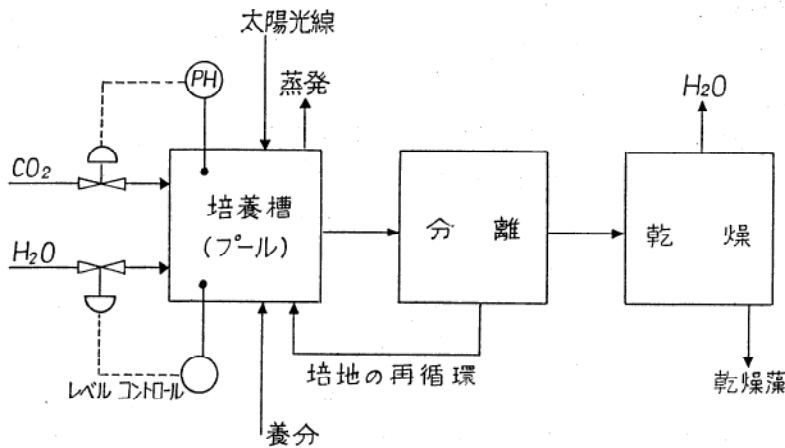 太陽光線
PH
蒸発
H₂O
CO₂
培養槽
(プール)
分離
乾燥
H₂O
培地の再循環
レベル コントロール
乾燥藻
養分